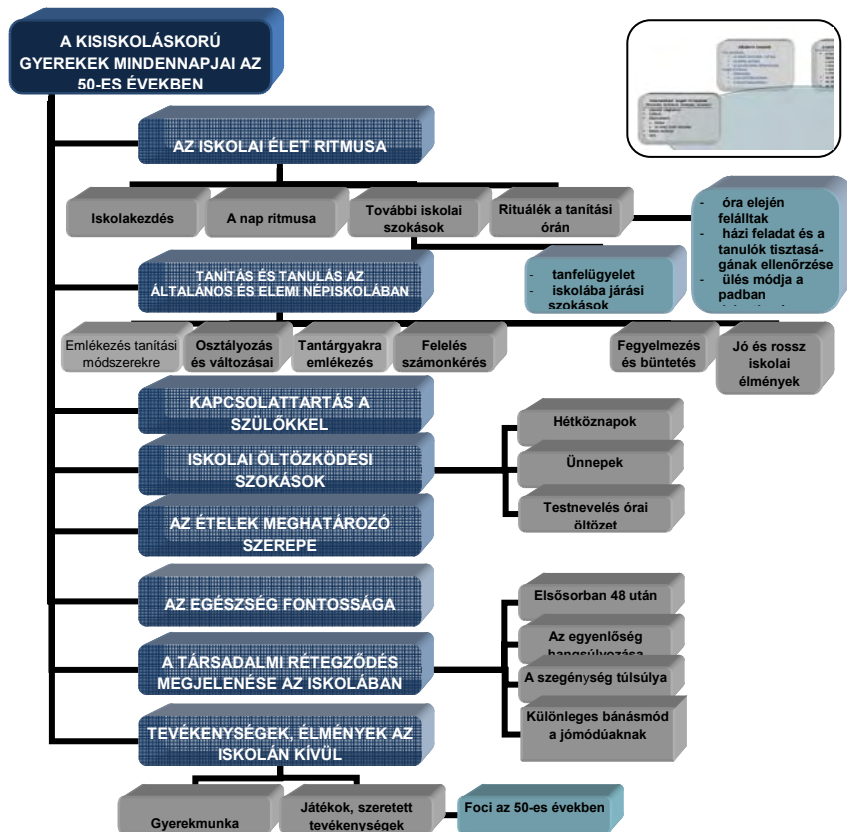 A KISISKOLÁSKORÚ
GYEREKEK MINDENNAPJAI AZ
50-ES ÉVEKBEN
AZ ISKOLAI ÉLET RITMUSA
Iskolakezdés
A nap ritmusa
További iskolai
szokások
Rituálék a tanítási
órán
- óra elején
felálltak
- házi feladat és a
tanulók tisztasá-
gának ellenőrzése
- ülés módja a
padban
- tanfelügyelet
- iskolába járási
szokások
TANÍTÁS ÉS TANULÁS AZ
ÁLTALÁNOS ÉS ELEMI NÉPISKOLÁBAN
Emlékezés tanítási
módszerekre
Osztályozás
és változásai
Tantárgyakra
emlékezés
Felelés
számonkérés
Fegyelmezés
és büntetés
Jó és rossz
iskolai
élmények
KAPCSOLATTARTÁS A
SZÜLŐKKEL
ISKOLAI ÖLTÖZKÖDÉSI
SZOKÁSOK
Hétköznapok
Ünnepek
Testnevelés órai
öltözet
AZ ÉTELEK MEGHATÁROZÓ
SZEREPE
AZ EGÉSZSÉG FONTOSSÁGA
A TÁRSADALMI RÉTEGZŐDÉS
MEGJELENÉSE AZ ISKOLÁBAN
Elsősorban 48 után
Az egyenlőség
hangsúlyozása
A szegénység túlsúlya
Különleges bánásmód
a jómódúaknak
TEVÉKENYSÉGEK, ÉLMÉNYEK AZ
ISKOLÁN KÍVÜL
Gyerekmunka
Játékok, szeretett
tevékenységek
Foci az 50-es években